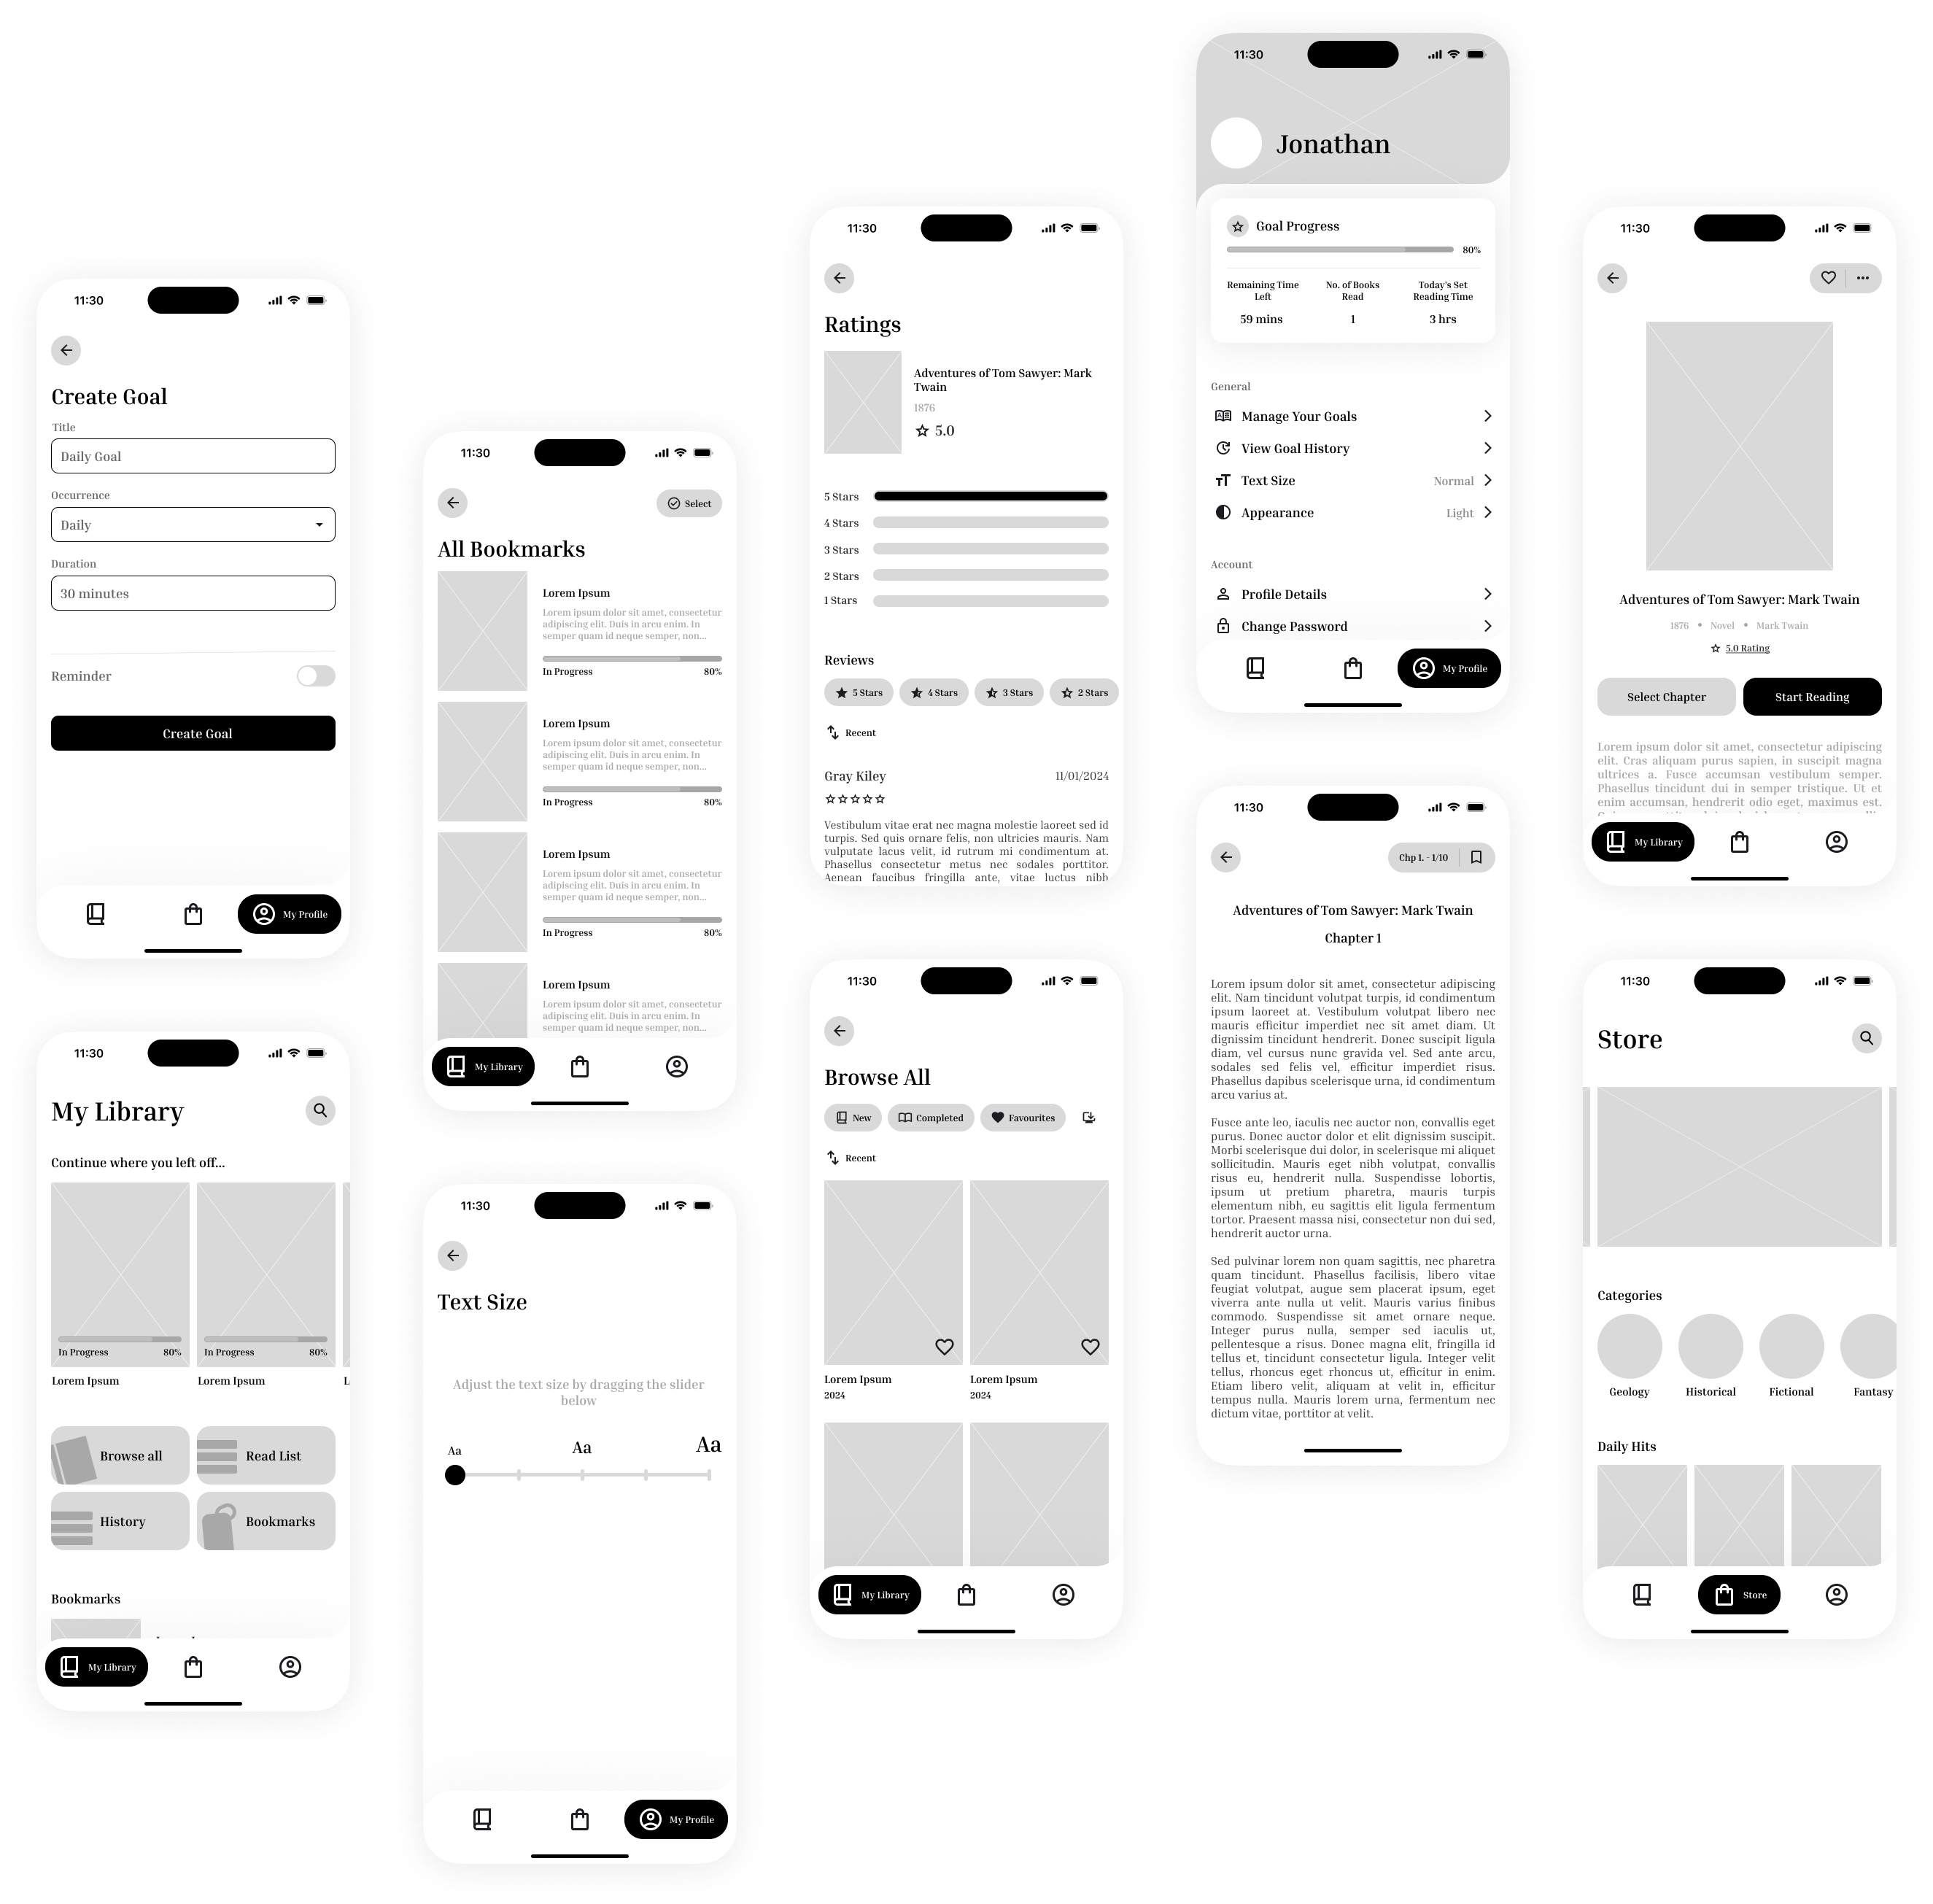 11:30
Create Goal
Title
Daily Goal
Occurrence
Daily
Duration
30 minutes
Reminder
Create Goal
My Profile
11:30
My Library
Continue where you left off...
In Progress 80%
In Progress 80%
Lorem Ipsum
Lorem Ipsum
L
Browse all
Read List
History
Bookmarks
Bookmarks
My Library
11:30
Select
All Bookmarks
Lorem Ipsum
Lorem ipsum dolor sit amet, consectetur
adipiscing elit. Duis in arcu enim. In
semper quam id neque semper, non...
In Progress 80%
Lorem Ipsum
Lorem ipsum dolor sit amet, consectetur
adipiscing elit. Duis in arcu enim. In
semper quam id neque semper, non...
In Progress 80%
Lorem Ipsum
Lorem ipsum dolor sit amet, consectetur
adipiscing elit. Duis in arcu enim. In
semper quam id neque semper, non...
In Progress 80%
Lorem Ipsum
Lorem ipsum dolor sit amet, consectetur
adipiscing elit. Duis in arcu enim. In
semper quam id neque semper, non...
My Library
11:30
Text Size
Adjust the text size by dragging the slider
below
Aa Aa Aa
My Profile
11:30
Ratings
Adventures of Tom Sawyer: Mark
Twain
1876
5.0
5 Stars
4 Stars
3 Stars
2 Stars
1 Stars
Reviews
5 Stars 4 Stars 3 Stars 2 Stars
Recent
Gray Kiley 11/01/2024
Vestibulum vitae erat nec magna molestie laoreet sed id
turpis. Sed quis ornare felis, non ultricies mauris. Nam
vulputate lacus velit, id rutrum mi condimentum at.
Phasellus consectetur metus nec sodales porttitor.
Aenean faucibus fringilla ante, vitae luctus nibh
11:30
Browse All
New Completed Favourites
Recent
Lorem Ipsum
2024
Lorem Ipsum
2024
My Library
11:30
Jonathan
Goal Progress
80%
Remaining Time
Left
59 mins
No. of Books
Read
1
Today's Set
Reading Time
3 hrs
General
Manage Your Goals
View Goal History
Text Size Normal
Appearance Light
Account
Profile Details
Change Password
My Profile
11:30
Chp 1. - 1/10
Adventures of Tom Sawyer: Mark Twain
Chapter 1
Lorem ipsum dolor sit amet, consectetur adipiscing
elit. Nam tincidunt volutpat turpis, id condimentum
ipsum laoreet at. Vestibulum volutpat libero nec
mauris efficitur imperdiet nec sit amet diam. Ut
dignissim tincidunt hendrerit. Donec suscipit ligula
diam, vel cursus nunc gravida vel. Sed ante arcu,
sodales sed felis vel, efficitur imperdiet risus.
Phasellus dapibus scelerisque urna, id condimentum
arcu varius at.
Fusce ante leo, iaculis nec auctor non, convallis eget
purus. Donec auctor dolor et elit dignissim suscipit.
Morbi scelerisque dui dolor, in scelerisque mi aliquet
sollicitudin. Mauris eget nibh volutpat, convallis
risus eu, hendrerit nulla. Suspendisse lobortis,
ipsum ut pretium pharetra, mauris turpis
elementum nibh, eu sagittis elit ligula fermentum
tortor. Praesent massa nisi, consectetur non dui sed,
hendrerit auctor urna.
Sed pulvinar lorem non quam sagittis, nec pharetra
quam tincidunt. Phasellus facilisis, libero vitae
feugiat volutpat, augue sem placerat ipsum, eget
viverra ante nulla ut velit. Mauris varius finibus
commodo. Suspendisse sit amet ornare neque.
Integer purus nulla, semper sed iaculis ut,
pellentesque a risus. Donec magna elit, fringilla id
tellus et, tincidunt consectetur ligula. Integer velit
tellus, rhoncus eget rhoncus ut, efficitur in enim.
Etiam libero velit, aliquam at velit in, efficitur
tempus nulla. Mauris lorem urna, fermentum nec
dictum vitae, porttitor at velit.
11:30
Adventures of Tom Sawyer: Mark Twain
1876 • Novel • Mark Twain
5.0 Rating
Select Chapter
Start Reading
Lorem ipsum dolor sit amet, consectetur adipiscing
elit. Cras aliquam purus sapien, in suscipit magna
ultrices a. Fusce accumsan vestibulum semper.
Phasellus tincidunt dui in semper tristique. Ut et
enim accumsan, hendrerit odio eget, maximus est.
My Library
11:30
Store
Categories
Geology Historical Fictional Fantasy
Daily Hits
Store